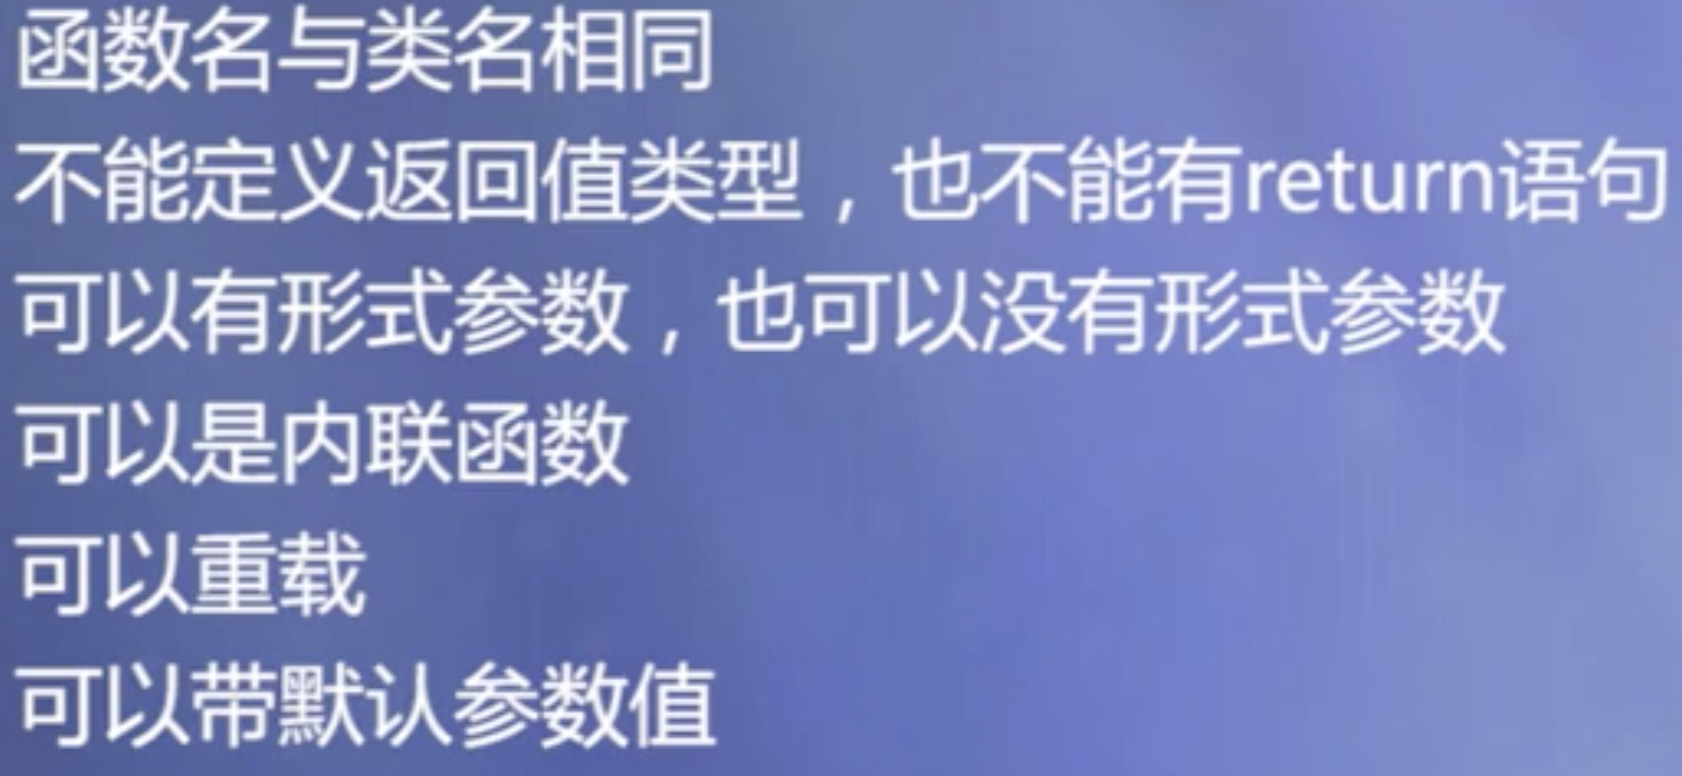 函数名与类名相同
不能定义返回值类型，也不能有return语句
可以有形式参数，也可以没有形式参数
可以是内联函数
可以重载
可以带默认参数值